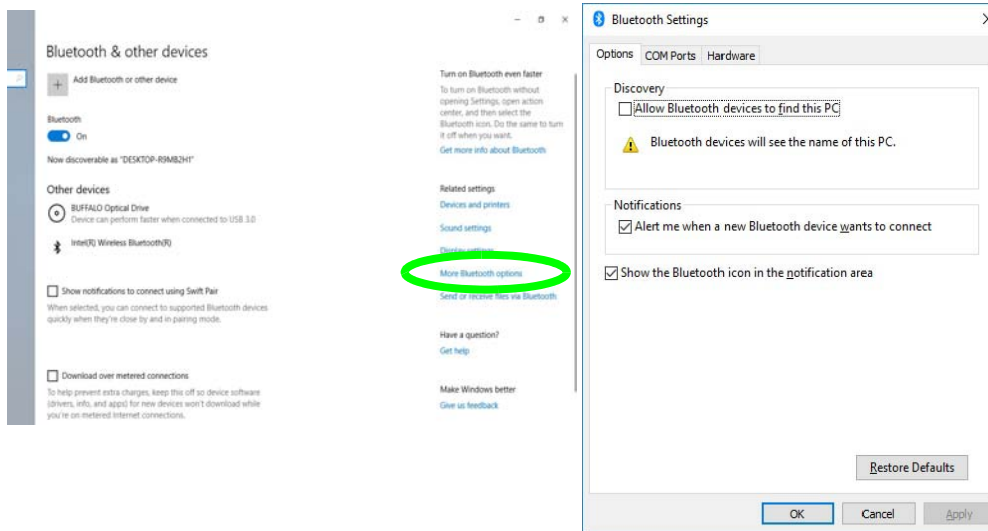 Bluetooth & other devices
Add Bluetooth or other device
Bluetooth
On
Now discoverable as "DESKTOP-R9MB2H1"
Other devices
BUFFALO Optical Drive
Device can perform faster when connected to USB 3.0
Intel(R) Wireless Bluetooth(R)
Show notifications to connect using Swift Pair
When selected, you can connect to supported Bluetooth devices
quickly when they're close by and in pairing mode.
Download over metered connections
To help prevent extra charges, keep this off so device software
(drivers, info, and apps) for new devices won't download while
you're on metered Internet connections.
Turn on Bluetooth even faster
To turn on Bluetooth without
opening Settings, open action
center, and then select the
Bluetooth icon. Do the same to turn
it off when you want.
Get more info about Bluetooth
Related settings
Devices and printers
Sound settings
Display settings
More Bluetooth options
Send or receive files via Bluetooth
Have a question?
Get help
Make Windows better
Give us feedback
Bluetooth Settings
Options COM Ports Hardware
Discovery
Allow Bluetooth devices to find this PC
Bluetooth devices will see the name of this PC.
Notifications
Alert me when a new Bluetooth device wants to connect
Show the Bluetooth icon in the notification area
Restore Defaults
OK Cancel Apply